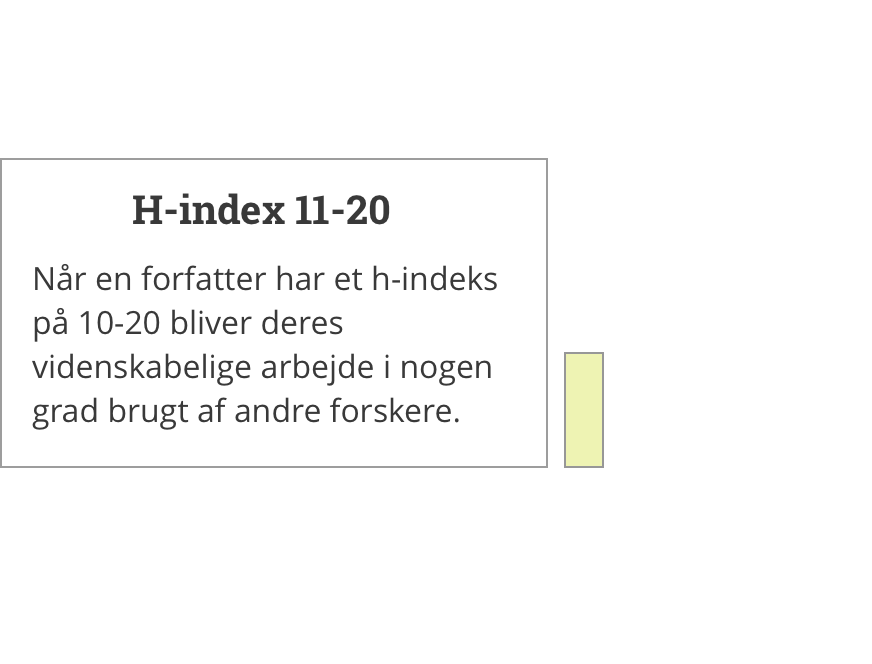 H-index 11-20
Når en forfatter har et h-indeks
på 10-20 bliver deres
videnskabelige arbejde i nogen
grad brugt af andre forskere.